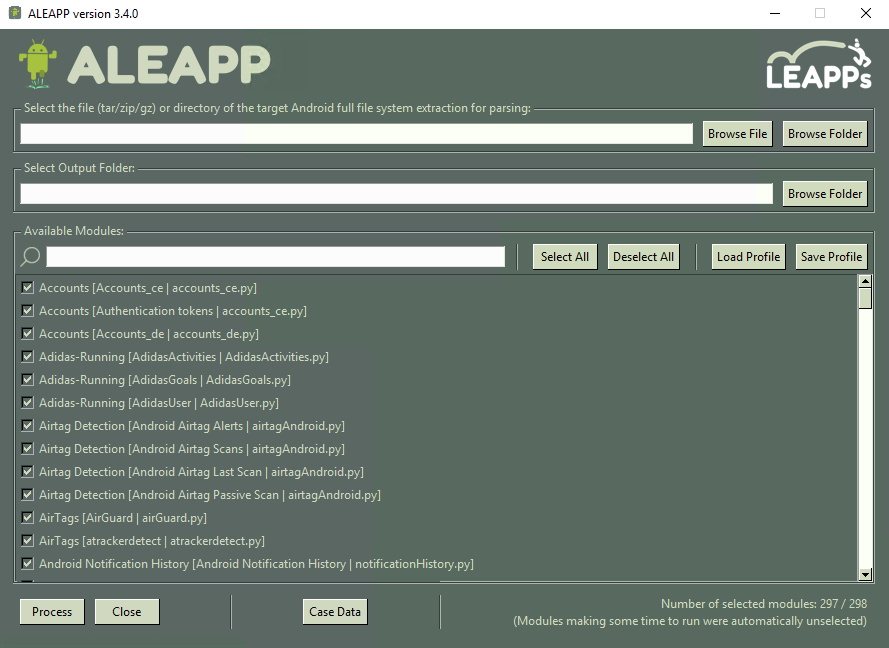 ALEAPP version 3.4.0
ALEAPP
LEAPPs
Select the file (tar/zip/gz) or directory of the target Android full file system extraction for parsing:
Browse File
Browse Folder
Select Output Folder:
Browse Folder
Available Modules:
Select All
Deselect All
Load Profile
Save Profile
Accounts [Accounts_ce | accounts_ce.py]
Accounts [Authentication tokens | accounts_ce.py]
Accounts [Accounts_de | accounts_de.py]
Adidas-Running [AdidasActivities | AdidasActivities.py]
Adidas-Running [AdidasGoals | AdidasGoals.py]
Adidas-Running [AdidasUser | AdidasUser.py]
Airtag Detection [Android Airtag Alerts | airtagAndroid.py]
Airtag Detection [Android Airtag Scans | airtagAndroid.py]
Airtag Detection [Android Airtag Last Scan | airtagAndroid.py]
Airtag Detection [Android Airtag Passive Scan | airtagAndroid.py]
AirTags [AirGuard | airGuard.py]
AirTags [atrackerdetect | atrackerdetect.py]
Android Notification History [Android Notification History | notificationHistory.py]
Process
Close
Case Data
Number of selected modules: 297 / 298
(Modules making some time to run were automatically unselected)